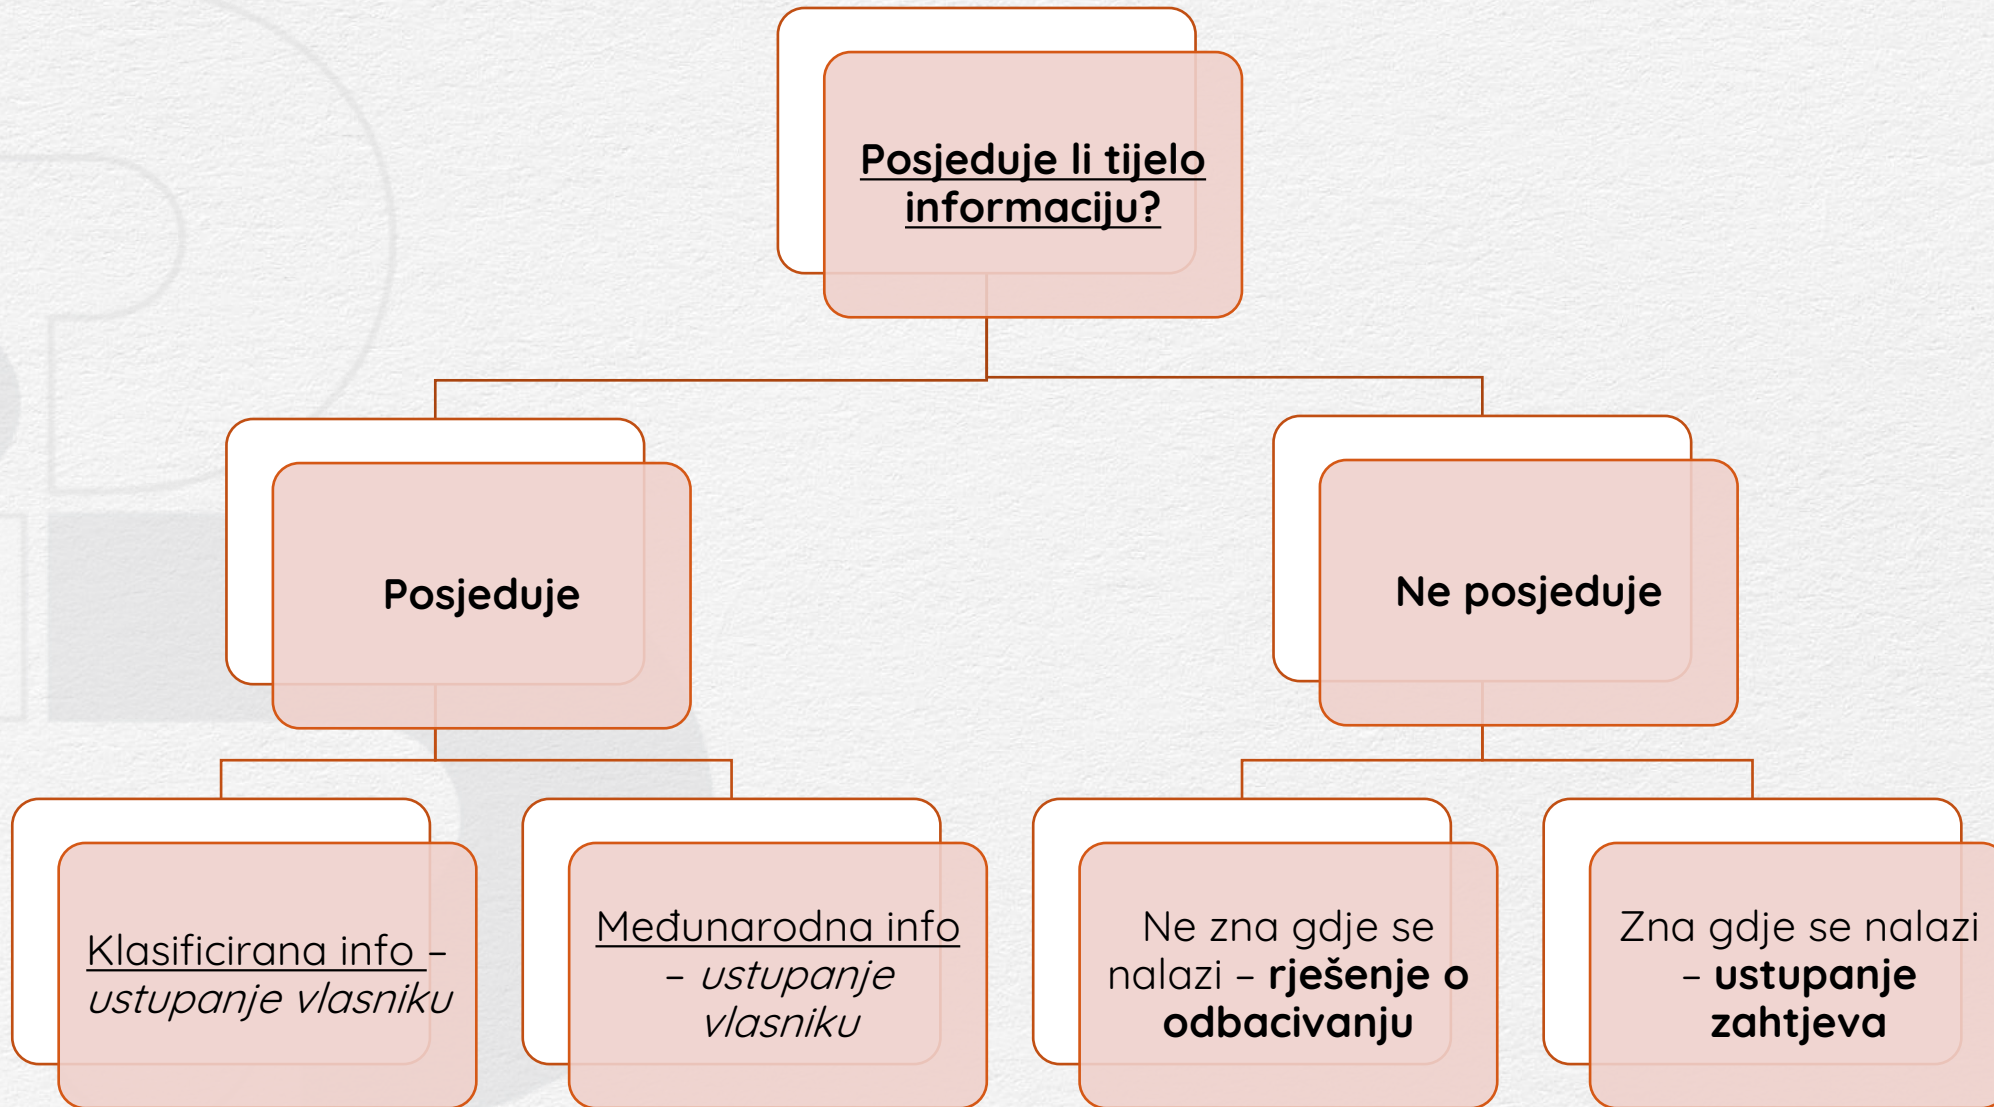 Posjeduje li tijelo
informaciju?
Posjeduje
Ne posjeduje
Klasificirana info –
ustupanje vlasniku
Međunarodna info
– ustupanje
vlasniku
Ne zna gdje se
nalazi – rješenje o
odbacivanju
Zna gdje se nalazi
– ustupanje
zahtjeva